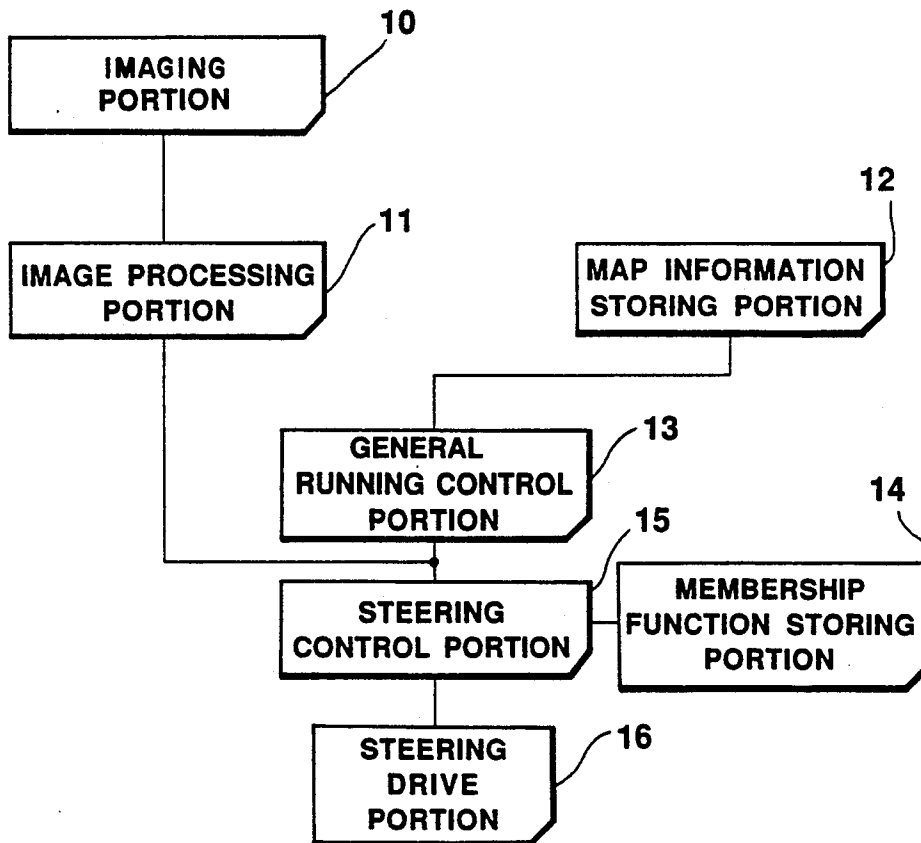 10
IMAGING
PORTION
11
IMAGE PROCESSING
PORTION
12
MAP INFORMATION
STORING PORTION
13
GENERAL
RUNNING CONTROL
PORTION
14
MEMBERSHIP
FUNCTION STORING
PORTION
15
STEERING
CONTROL PORTION
16
STEERING
DRIVE
PORTION